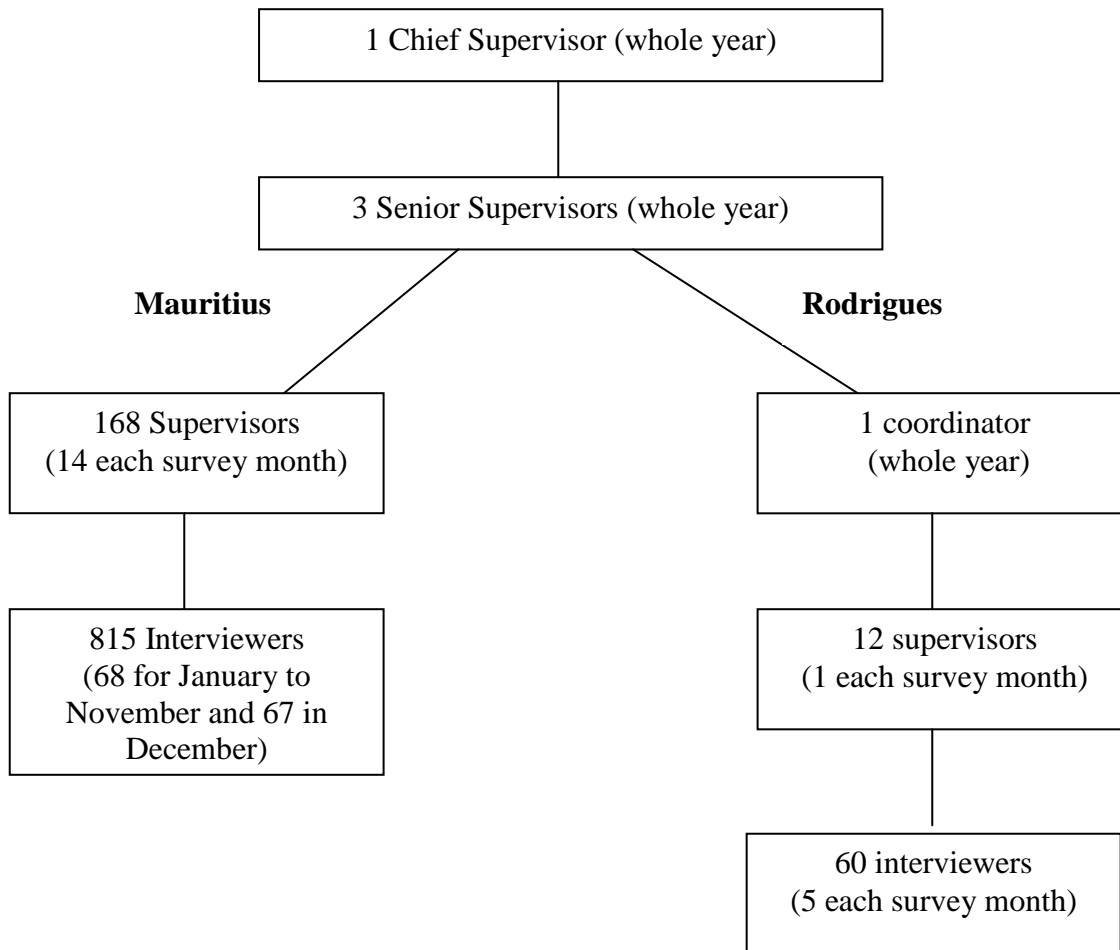 1 Chief Supervisor (whole year)
3 Senior Supervisors (whole year)
Mauritius
Rodrigues
168 Supervisors
(14 each survey month)
1 coordinator
(whole year)
815 Interviewers
(68 for January to
November and 67 in
December)
12 supervisors
(1 each survey month)
60 interviewers
(5 each survey month)